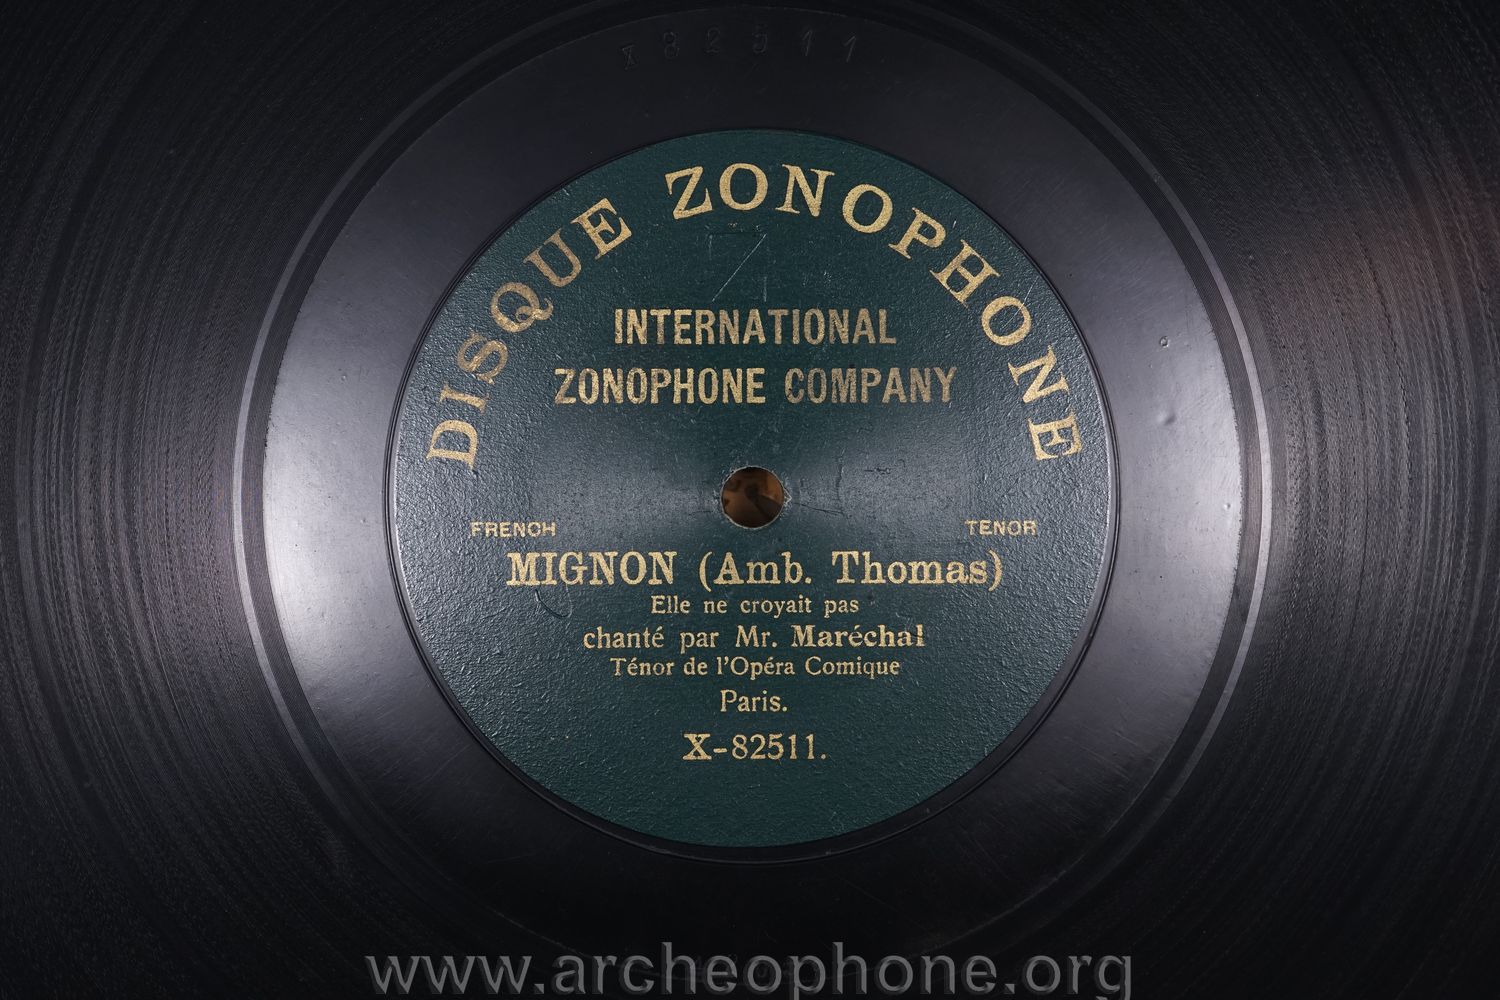 X82511
DISQUE ZONOPHONE
INTERNATIONAL
ZONOPHONE COMPANY
FRENCH TENOR
MIGNON (Amb. Thomas)
Elle ne croyait pas
chanté par Mr. Maréchal
Ténor de l'Opéra Comique
Paris.
X-82511.
www.archeophone.org